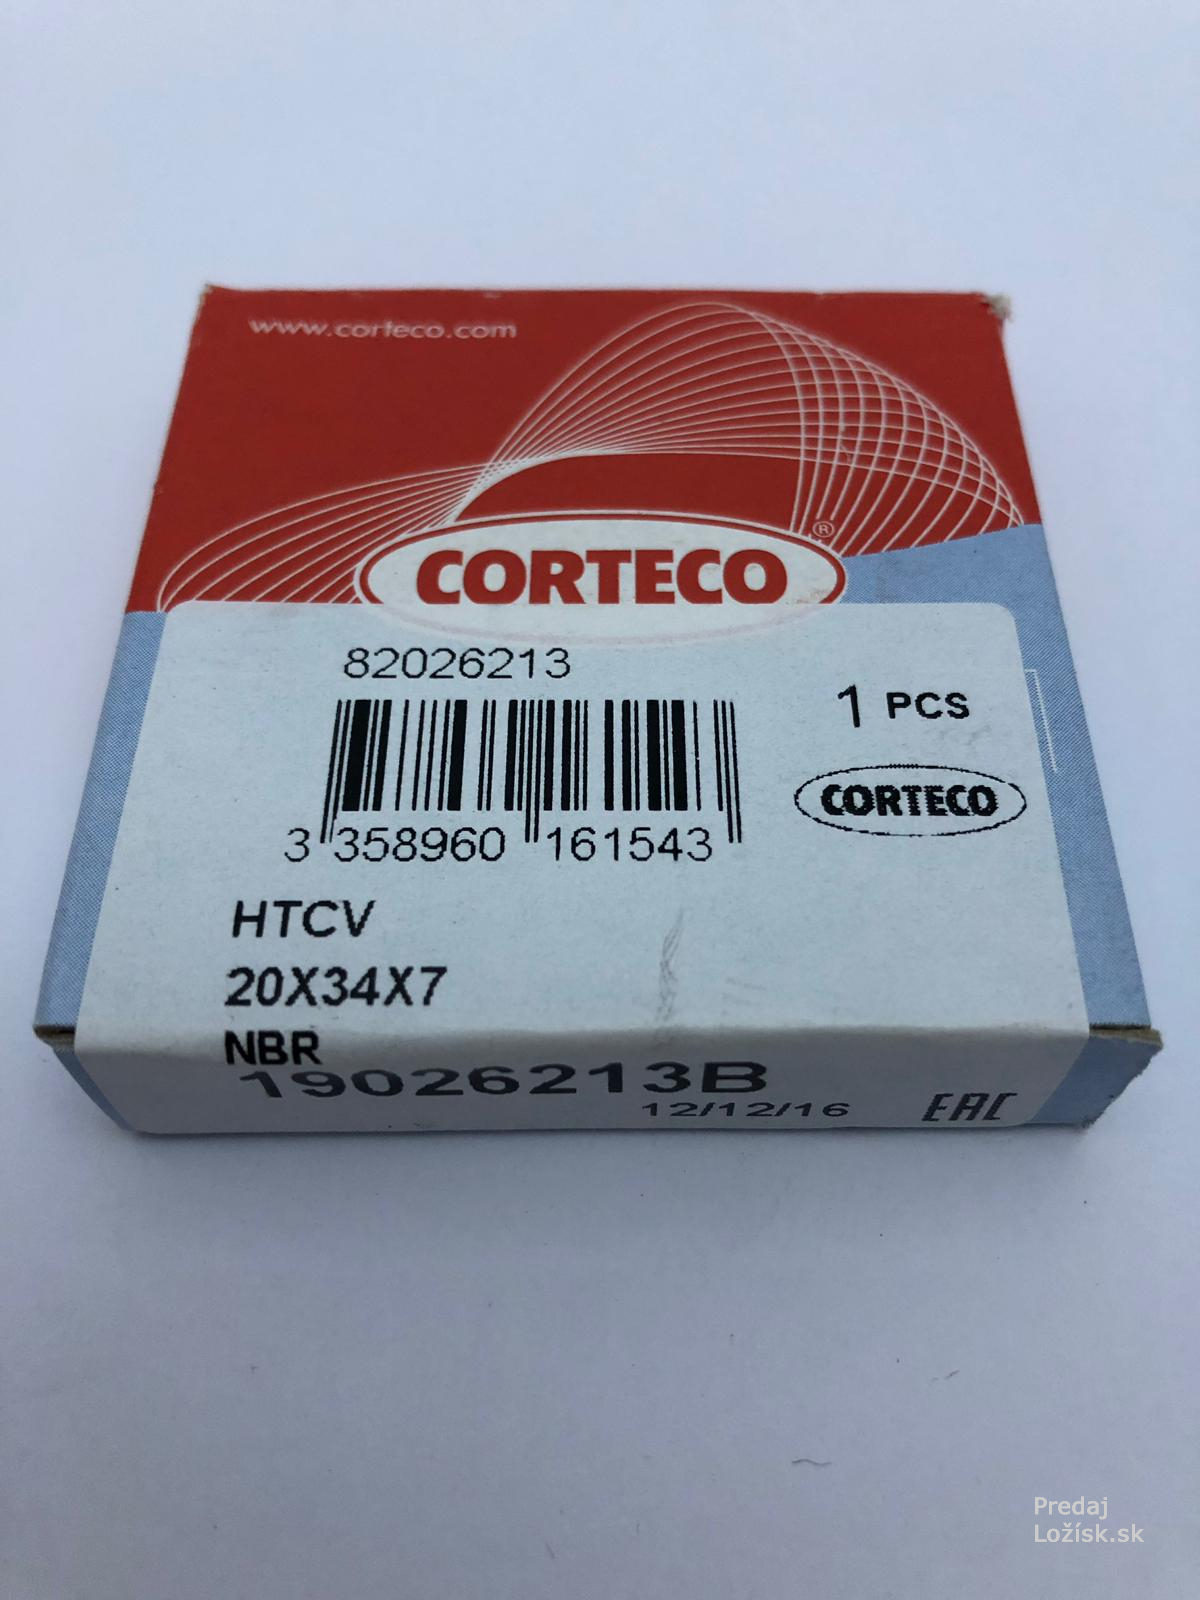 www.corteco.com
CORTECO®
82026213
1 PCS
3 358960 161543
CORTECO
HTCV
20X34X7
NBR
19026213B
12/12/16
EAC
Predaj
Ložísk.sk